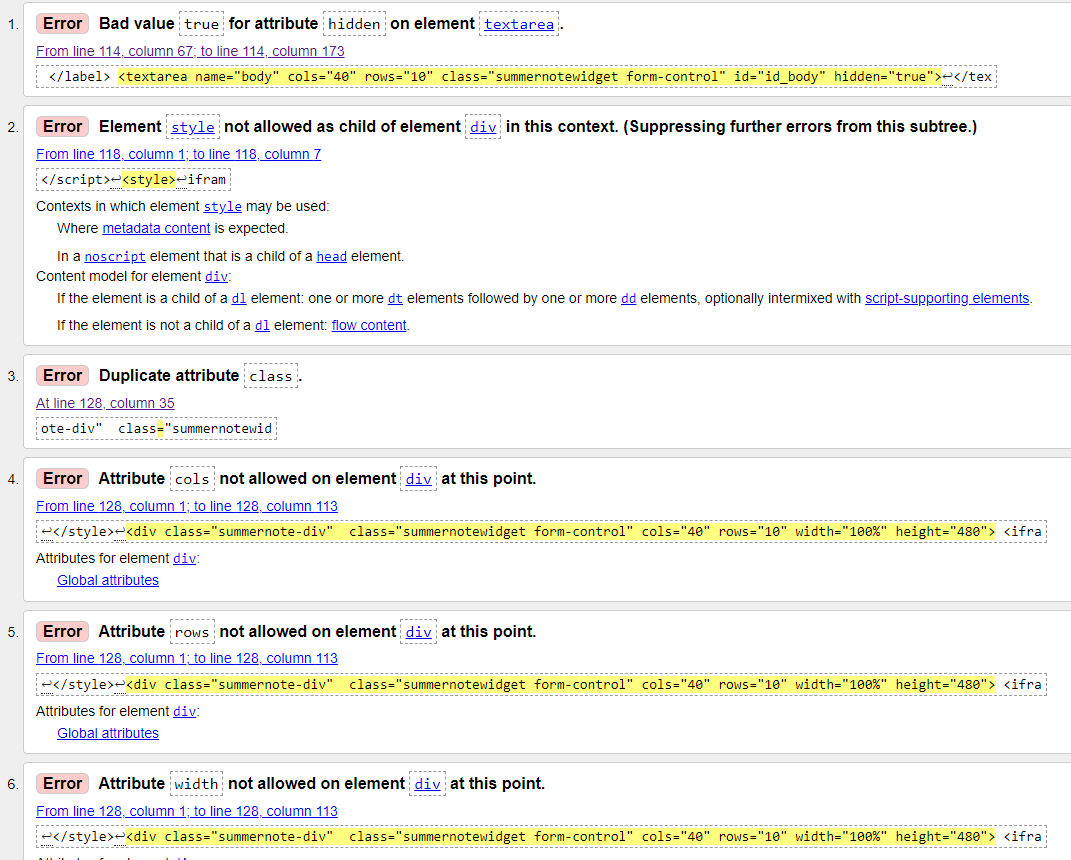 1. Error Bad value true for attribute hidden on element textarea.
From line 114, column 67; to line 114, column 173
</label> <textarea name="body" cols="40" rows="10" class="summernotewidget form-control" id="id_body" hidden="true">↩</tex
2. Error Element style not allowed as child of element div in this context. (Suppressing further errors from this subtree.)
From line 118, column 1; to line 118, column 7
</script>↩<style>↩ifram
Contexts in which element style may be used:
Where metadata content is expected.
In a noscript element that is a child of a head element.
Content model for element div:
If the element is a child of a dl element: one or more dt elements followed by one or more dd elements, optionally intermixed with script-supporting elements.
If the element is not a child of a dl element: flow content.
3. Error Duplicate attribute class.
At line 128, column 35
ote-div"  class="summernotewid
4. Error Attribute cols not allowed on element div at this point.
From line 128, column 1; to line 128, column 113
↩</style>↩<div class="summernote-div"  class="summernotewidget form-control" cols="40" rows="10" width="100%" height="480"> <ifra
Attributes for element div:
Global attributes
5. Error Attribute rows not allowed on element div at this point.
From line 128, column 1; to line 128, column 113
↩</style>↩<div class="summernote-div"  class="summernotewidget form-control" cols="40" rows="10" width="100%" height="480"> <ifra
Attributes for element div:
Global attributes
6. Error Attribute width not allowed on element div at this point.
From line 128, column 1; to line 128, column 113
↩</style>↩<div class="summernote-div"  class="summernotewidget form-control" cols="40" rows="10" width="100%" height="480"> <ifra